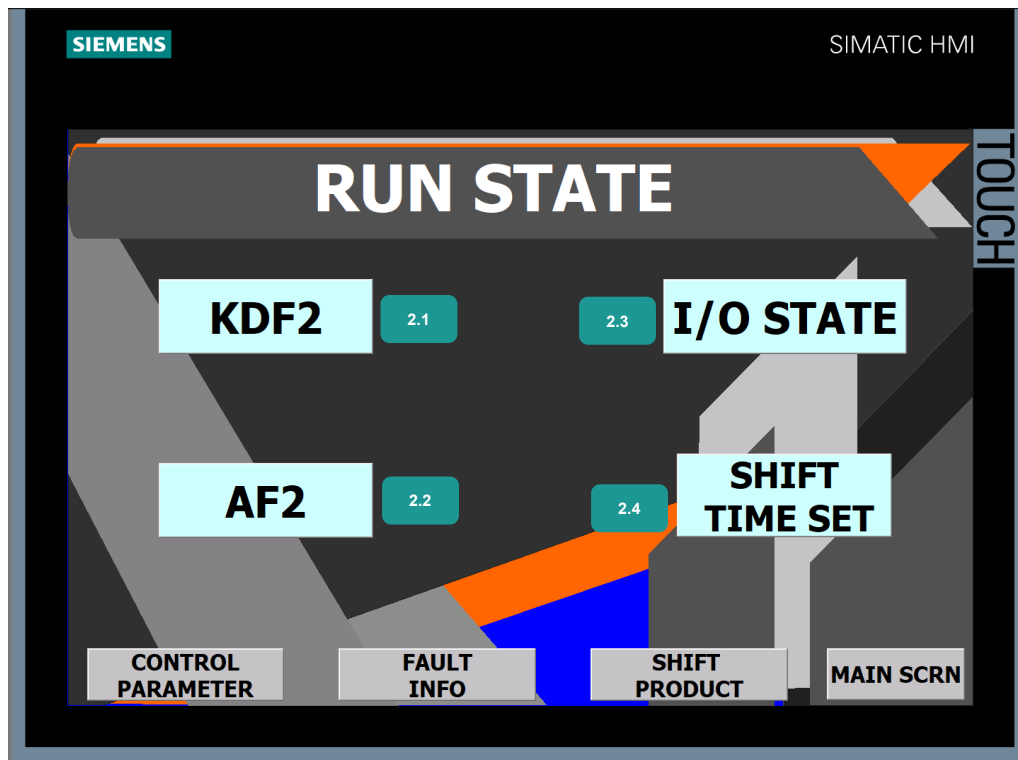 SIEMENS
SIMATIC HMI
TOUCH
RUN STATE
KDF2
2.1
2.3
I/O STATE
AF2
2.2
2.4
SHIFT
TIME SET
CONTROL
PARAMETER
FAULT
INFO
SHIFT
PRODUCT
MAIN SCRN